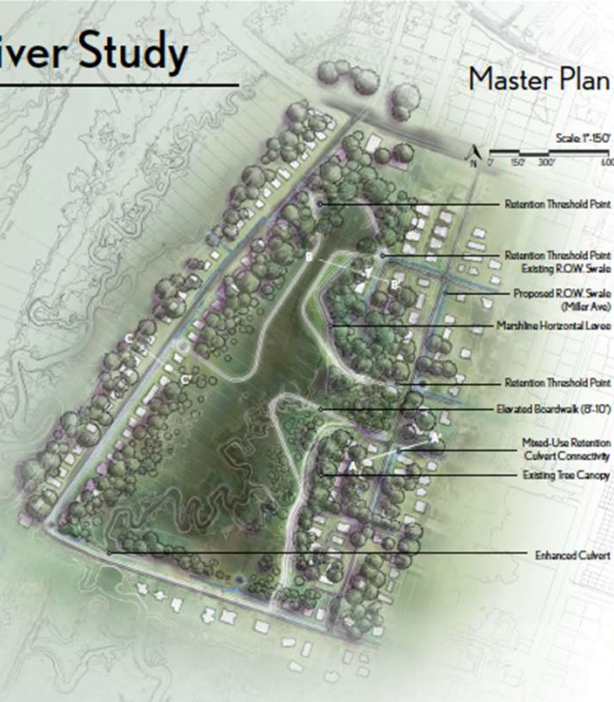 iver Study
Master Plan
Scale: 1"-150'
N
0' 150' 300' 600
Retention Threshold Point
B
Retention Threshold Point
Existing R.O.W. Swale
B'
Proposed R.O.W. Swale
(Miller Ave)
Marshline Horizontal Levee
C
C'
Retention Threshold Point
Elevated Boardwalk (8'-10')
A'
Mixed-Use Retention
Culvert Connectivity
A
Existing Tree Canopy
Enhanced Culvert